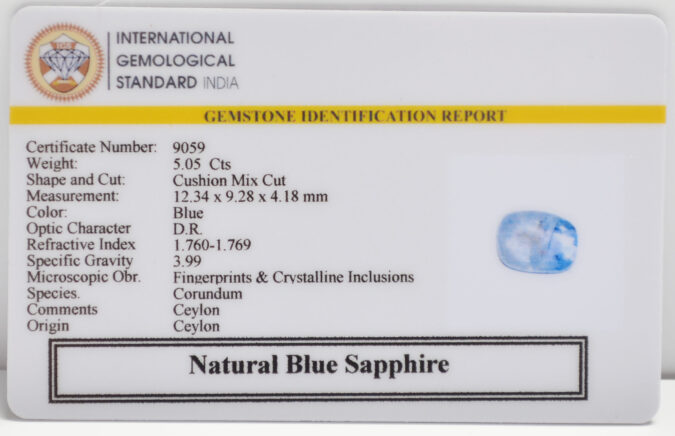 INTERNATIONAL
GEMOLOGICAL
STANDARD INDIA
GEMSTONE IDENTIFICATION REPORT
Certificate Number: 9059
Weight: 5.05 Cts
Shape and Cut: Cushion Mix Cut
Measurement: 12.34 x 9.28 x 4.18 mm
Color: Blue
Optic Character D.R.
Refractive Index 1.760-1.769
Specific Gravity 3.99
Microscopic Obr. Fingerprints & Crystalline Inclusions
Species. Corundum
Comments Ceylon
Origin Ceylon
Natural Blue Sapphire